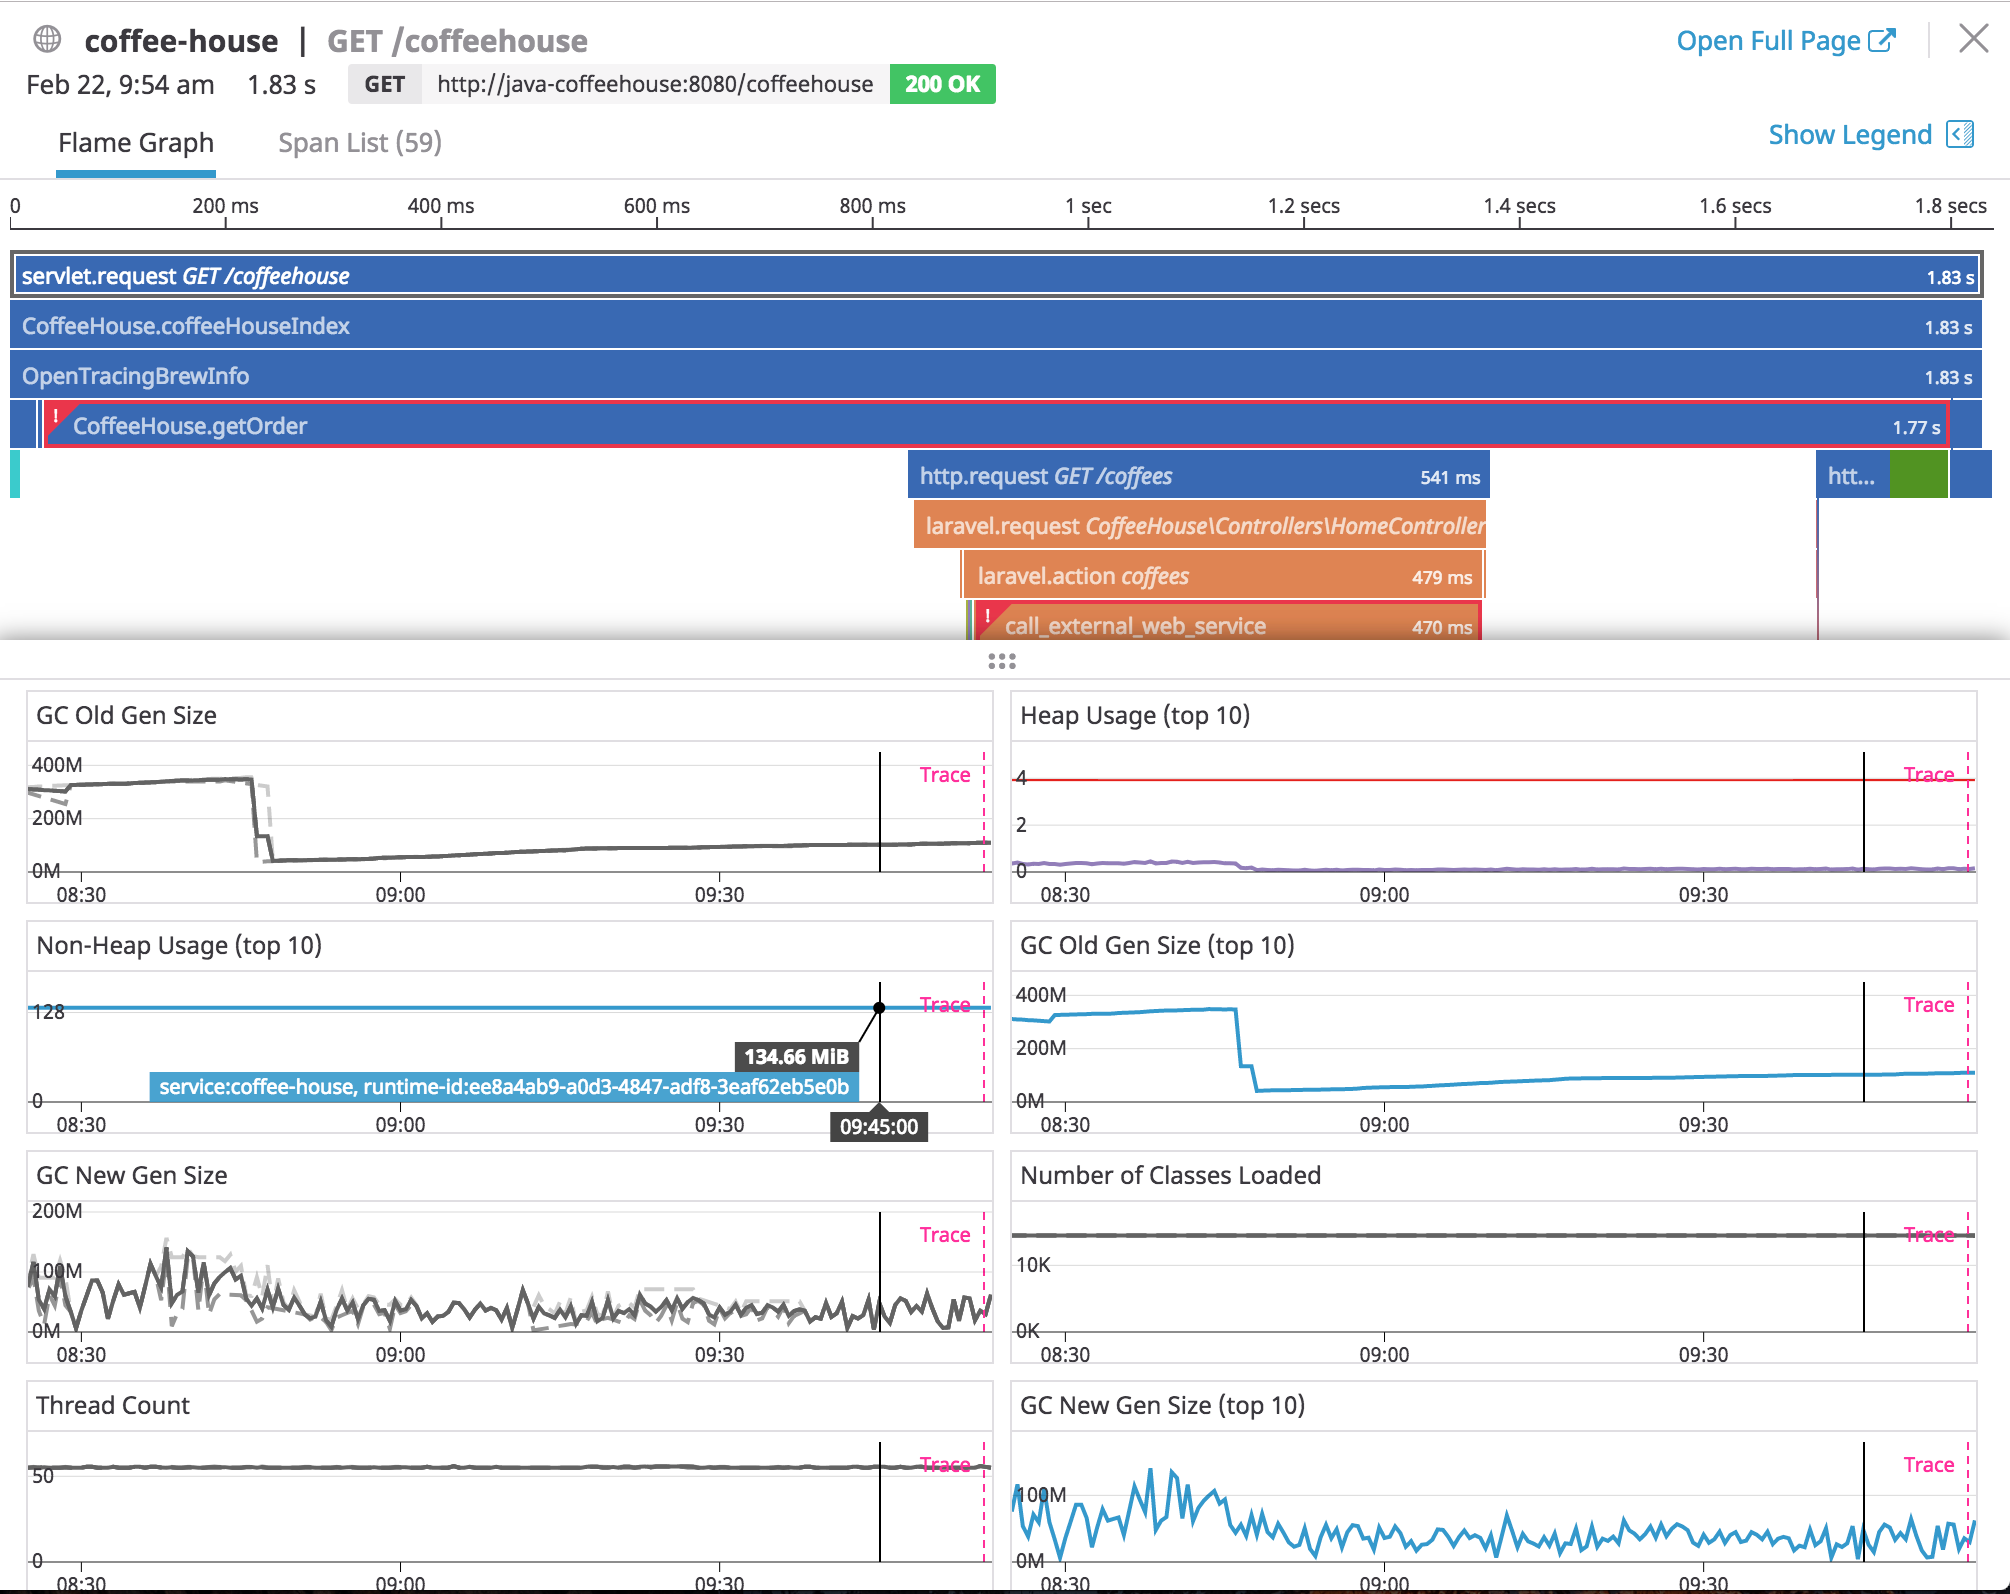 coffee-house | GET /coffeehouse
Open Full Page
Feb 22, 9:54 am 1.83 s GET http://java-coffeehouse:8080/coffeehouse 200 OK
Flame Graph Span List (59)
Show Legend
0 200 ms 400 ms 600 ms 800 ms 1 sec 1.2 secs 1.4 secs 1.6 secs 1.8 secs
servlet.request GET /coffeehouse 1.83 s
CoffeeHouse.coffeeHouseIndex 1.83 s
OpenTracingBrewInfo 1.83 s
! CoffeeHouse.getOrder 1.77 s
http.request GET /coffees 541 ms htt...
laravel.request CoffeeHouse\Controllers\HomeController
laravel.action coffees 479 ms
! call_external_web_service 470 ms
GC Old Gen Size
400M
Trace
200M
0M
08:30 09:00 09:30
Heap Usage (top 10)
4
Trace
2
0
08:30 09:00 09:30
Non-Heap Usage (top 10)
Trace
128
134.66 MiB
service:coffee-house, runtime-id:ee8a4ab9-a0d3-4847-adf8-3eaf62eb5e0b
0
08:30 09:00 09:30 09:45:00
GC Old Gen Size (top 10)
400M
Trace
200M
0M
08:30 09:00 09:30
GC New Gen Size
200M
Trace
100M
0M
08:30 09:00 09:30
Number of Classes Loaded
Trace
10K
0K
08:30 09:00 09:30
Thread Count
Trace
50
0
08:30 09:00 09:30
GC New Gen Size (top 10)
Trace
100M
0M
08:30 09:00 09:30